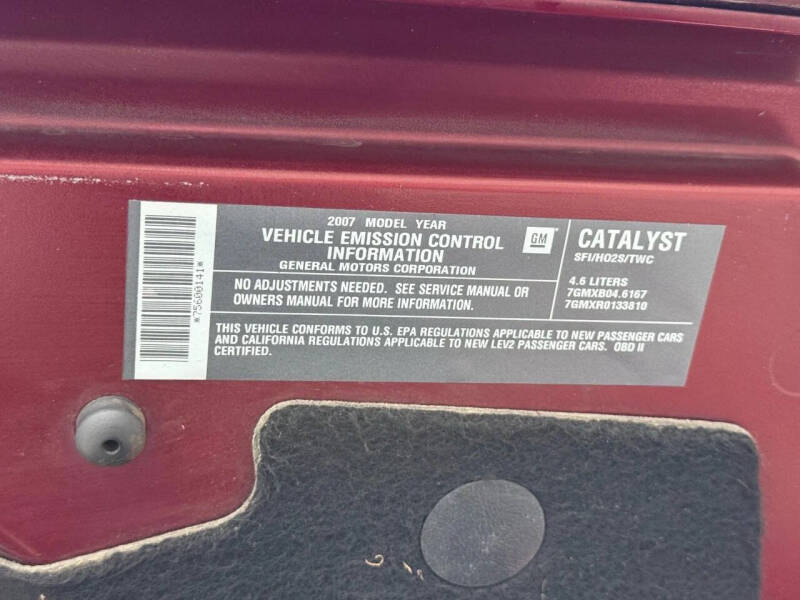 *75600141*
2007 MODEL YEAR
VEHICLE EMISSION CONTROL
INFORMATION
GENERAL MOTORS CORPORATION
GM
NO ADJUSTMENTS NEEDED. SEE SERVICE MANUAL OR
OWNERS MANUAL FOR MORE INFORMATION.
CATALYST
SFI/HO2S/TWC
4.6 LITERS
7GMXB04.6167
7GMXR0133810
THIS VEHICLE CONFORMS TO U.S. EPA REGULATIONS APPLICABLE TO NEW PASSENGER CARS
AND CALIFORNIA REGULATIONS APPLICABLE TO NEW LEV2 PASSENGER CARS. OBD II
CERTIFIED.